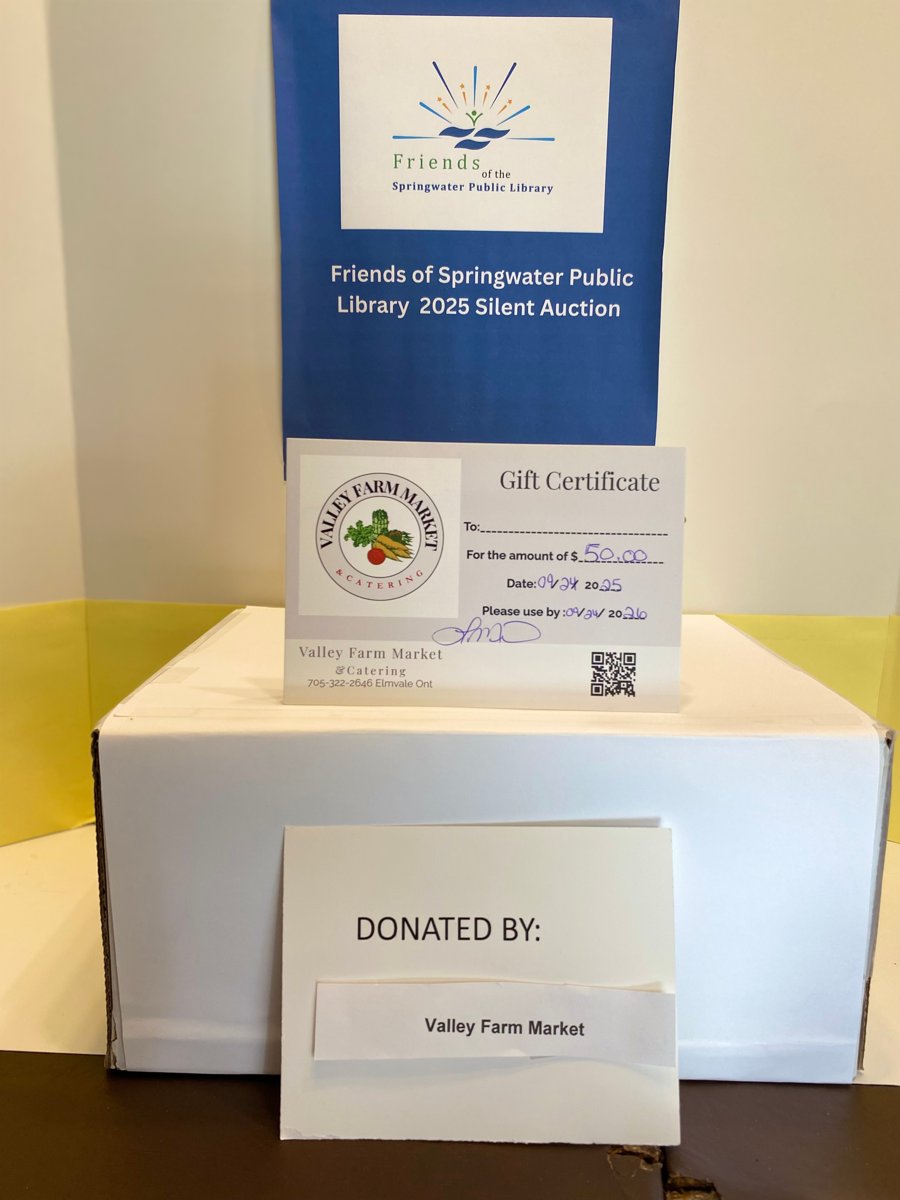 Friends
of the
Springwater Public Library
Friends of Springwater Public
Library 2025 Silent Auction
VALLEY FARM MARKET
& CATERING
Gift Certificate
To:
For the amount of $ 50.00
Date: 09/24 2025
Please use by: 09/24/ 2026
Valley Farm Market
& Catering
705-322-2646 Elmvale Ont
DONATED BY:
Valley Farm Market